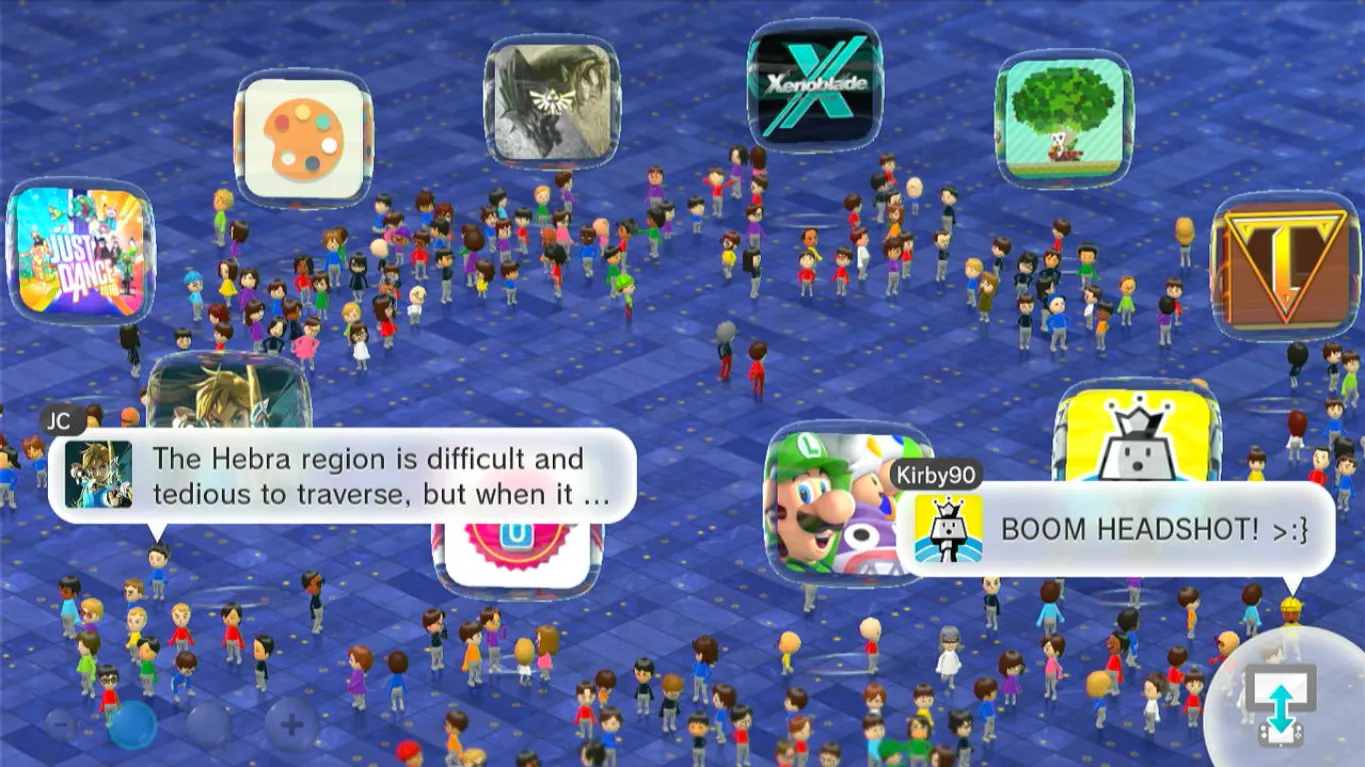 Xenoblade
X
JUST
DANCE
T
L
JC
The Hebra region is difficult and
tedious to traverse, but when it ...
L
Kirby90
BOOM HEADSHOT! >:}
U